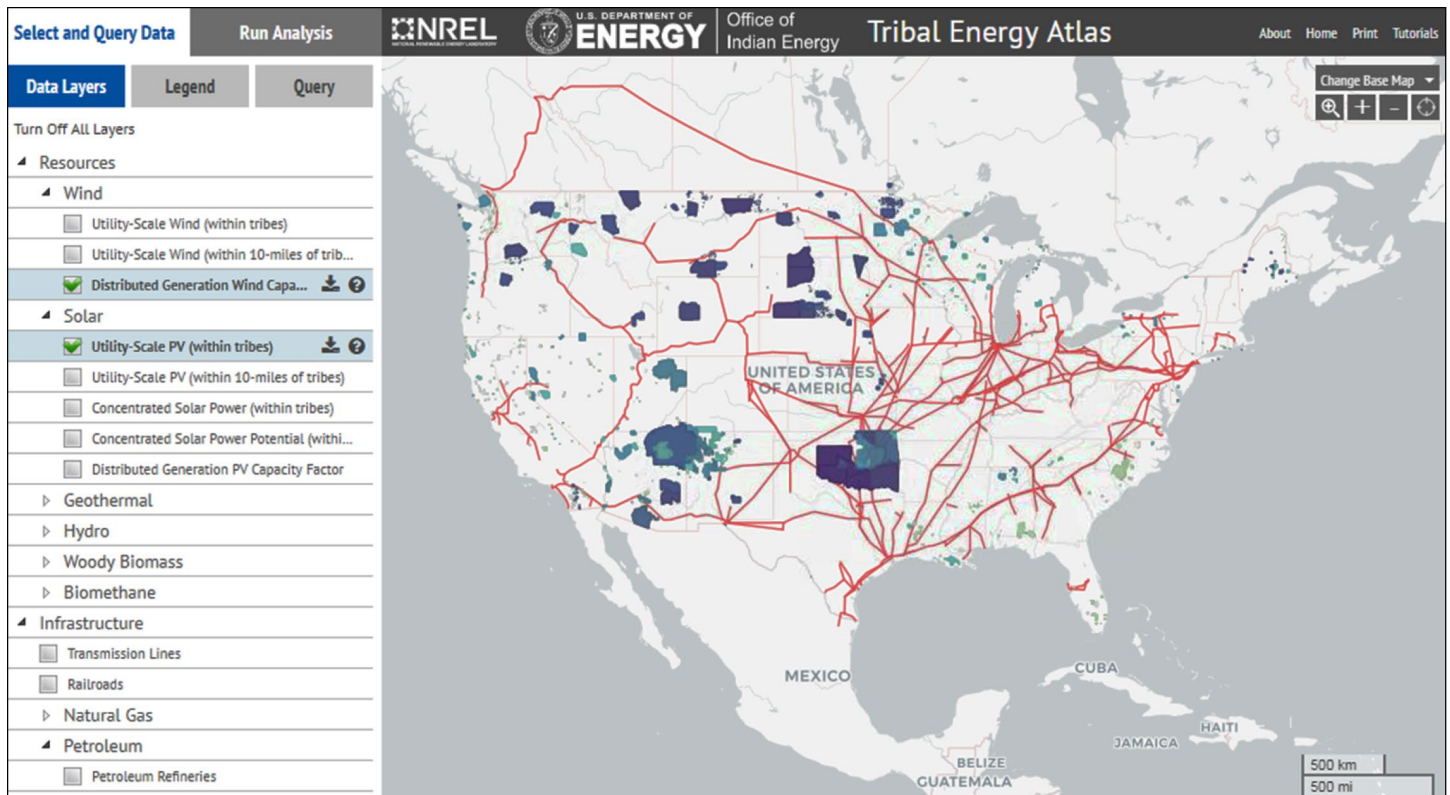 Select and Query Data
Run Analysis
NREL
NATIONAL RENEWABLE ENERGY LABORATORY
U.S. DEPARTMENT OF
ENERGY
Office of
Indian Energy
Tribal Energy Atlas
About Home Print Tutorials
Data Layers
Legend
Query
Change Base Map
Turn Off All Layers
Resources
Wind
Utility-Scale Wind (within tribes)
Utility-Scale Wind (within 10-miles of trib...
Distributed Generation Wind Capa...
Solar
Utility-Scale PV (within tribes)
Utility-Scale PV (within 10-miles of tribes)
Concentrated Solar Power (within tribes)
Concentrated Solar Power Potential (withi...
Distributed Generation PV Capacity Factor
Geothermal
Hydro
Woody Biomass
Biomethane
Infrastructure
Transmission Lines
Railroads
Natural Gas
Petroleum
Petroleum Refineries
UNITED STATES
OF AMERICA
MEXICO
CUBA
HAITI
JAMAICA
BELIZE
GUATEMALA
500 km
500 mi